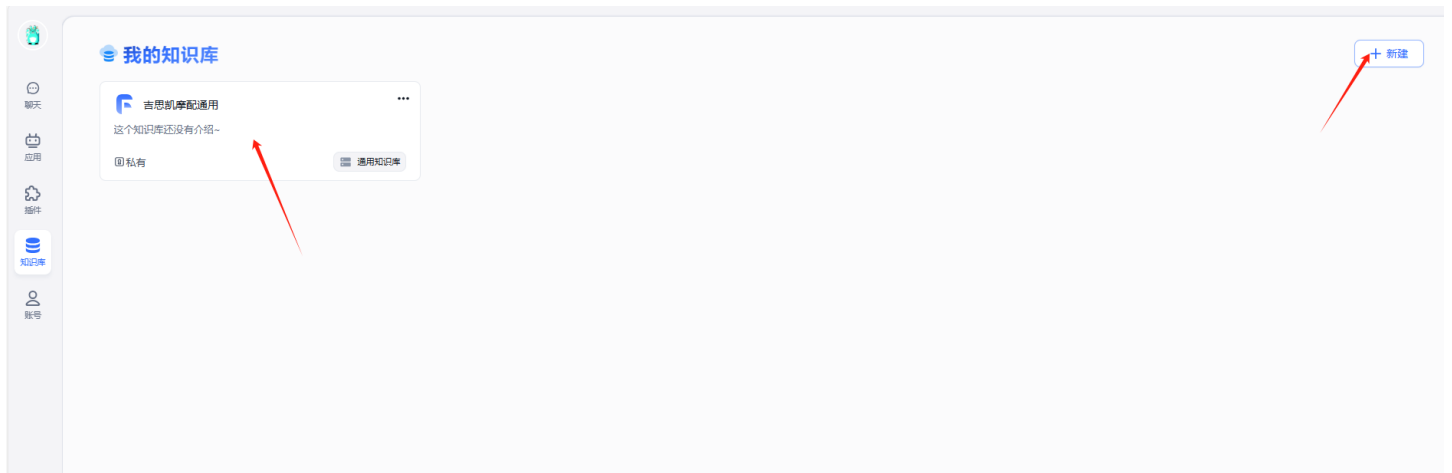 我的知识库
新建
吉思凯摩配通用
这个知识库还没有介绍~
私有
通用知识库
聊天
应用
插件
知识库
账号